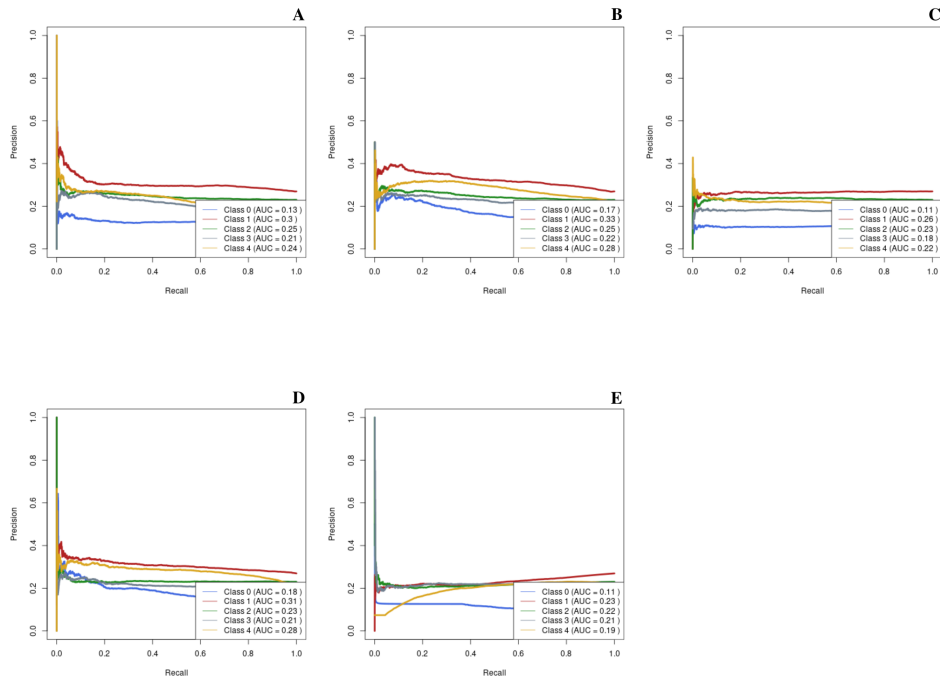 A
B
C
1.0
0.8
0.6
0.4
0.2
0.0
Precision
0.0 0.2 0.4 0.6 0.8 1.0
Recall
Class 0 (AUC = 0.13 )
Class 1 (AUC = 0.3 )
Class 2 (AUC = 0.25 )
Class 3 (AUC = 0.21 )
Class 4 (AUC = 0.24 )
1.0
0.8
0.6
0.4
0.2
0.0
Precision
0.0 0.2 0.4 0.6 0.8 1.0
Recall
Class 0 (AUC = 0.17 )
Class 1 (AUC = 0.33 )
Class 2 (AUC = 0.25 )
Class 3 (AUC = 0.22 )
Class 4 (AUC = 0.28 )
1.0
0.8
0.6
0.4
0.2
0.0
Precision
0.0 0.2 0.4 0.6 0.8 1.0
Recall
Class 0 (AUC = 0.11 )
Class 1 (AUC = 0.26 )
Class 2 (AUC = 0.23 )
Class 3 (AUC = 0.18 )
Class 4 (AUC = 0.22 )
D
E
1.0
0.8
0.6
0.4
0.2
0.0
Precision
0.0 0.2 0.4 0.6 0.8 1.0
Recall
Class 0 (AUC = 0.18 )
Class 1 (AUC = 0.31 )
Class 2 (AUC = 0.23 )
Class 3 (AUC = 0.21 )
Class 4 (AUC = 0.28 )
1.0
0.8
0.6
0.4
0.2
0.0
Precision
0.0 0.2 0.4 0.6 0.8 1.0
Recall
Class 0 (AUC = 0.11 )
Class 1 (AUC = 0.23 )
Class 2 (AUC = 0.22 )
Class 3 (AUC = 0.21 )
Class 4 (AUC = 0.19 )